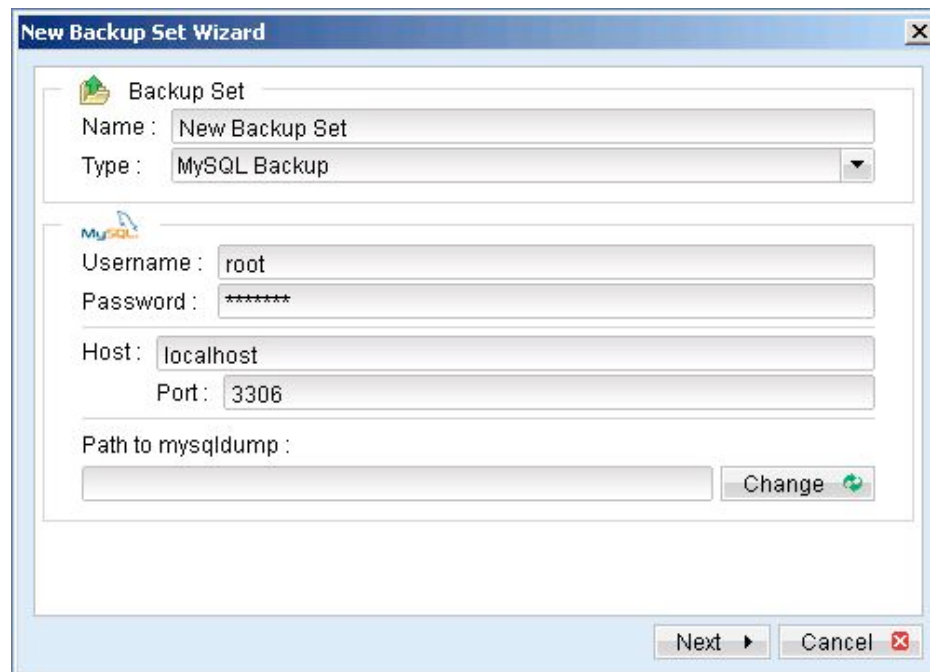 New Backup Set Wizard
Backup Set
Name : New Backup Set
Type : MySQL Backup
MySQL
Username : root
Password : *******
Host : localhost
Port : 3306
Path to mysqldump :
Change
Next Cancel